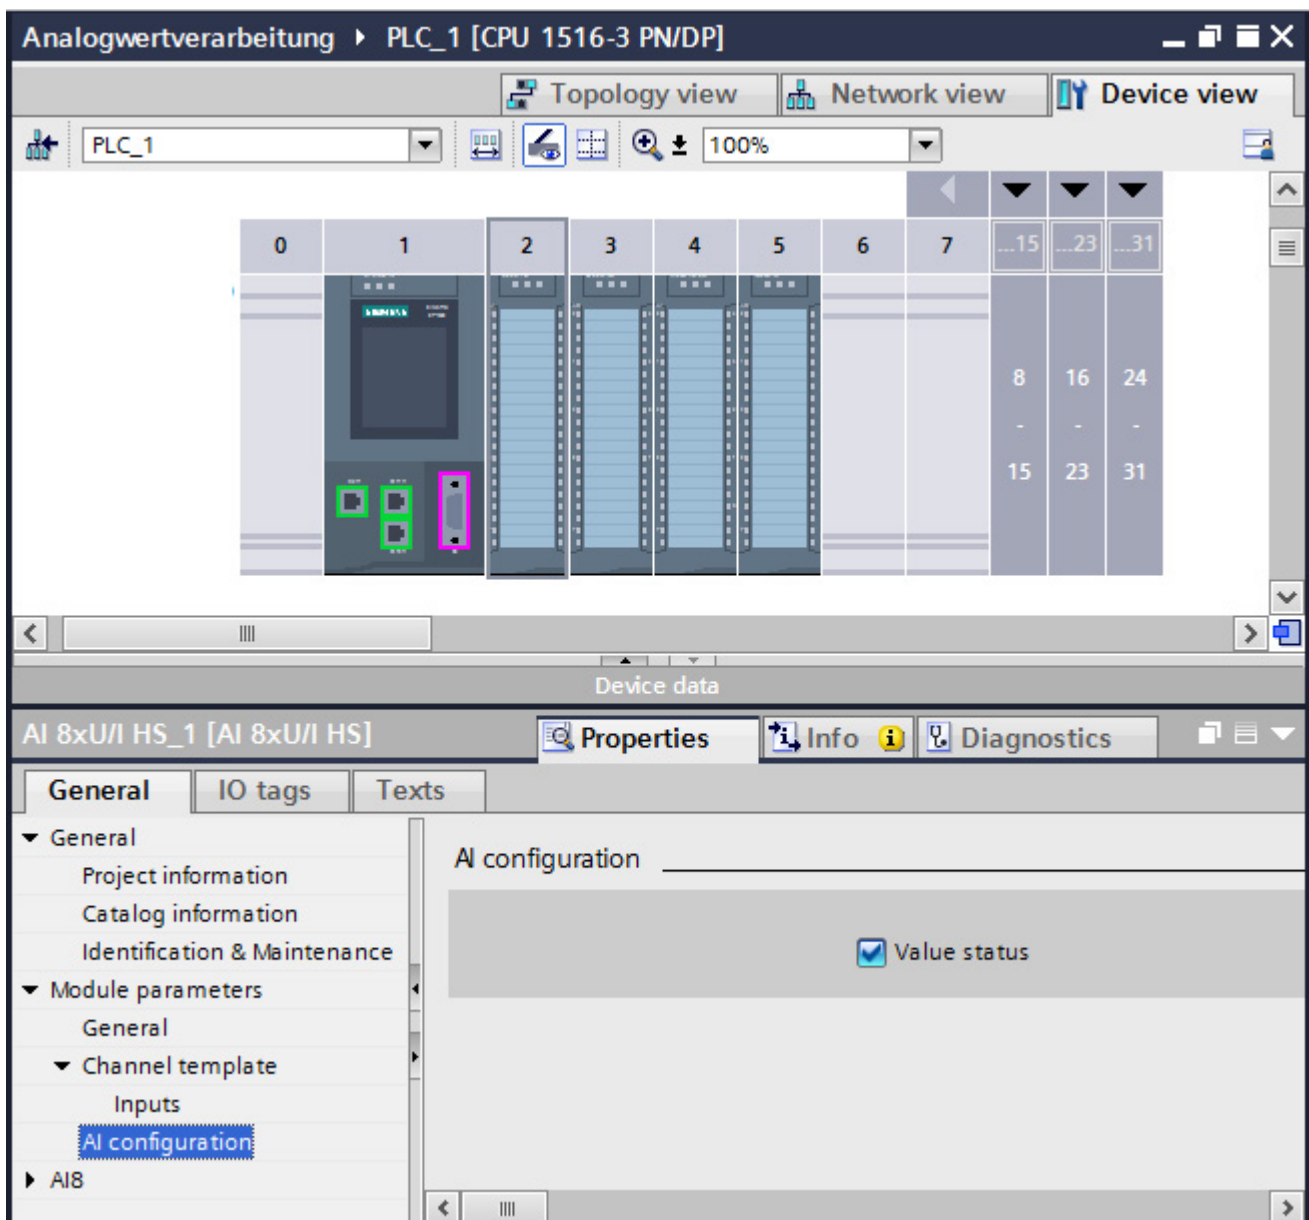 Analogwertverarbeitung ▸ PLC_1 [CPU 1516-3 PN/DP]
Topology view Network view Device view
PLC_1 100%
0 1 2 3 4 5 6 7 ...15 ...23 ...31
SIEMENS
8 16 24
- - -
15 23 31
Device data
AI 8xU/I HS_1 [AI 8xU/I HS] Properties Info Diagnostics
General IO tags Texts
General
Project information
Catalog information
Identification & Maintenance
Module parameters
General
Channel template
Inputs
AI configuration
AI8
AI configuration
Value status